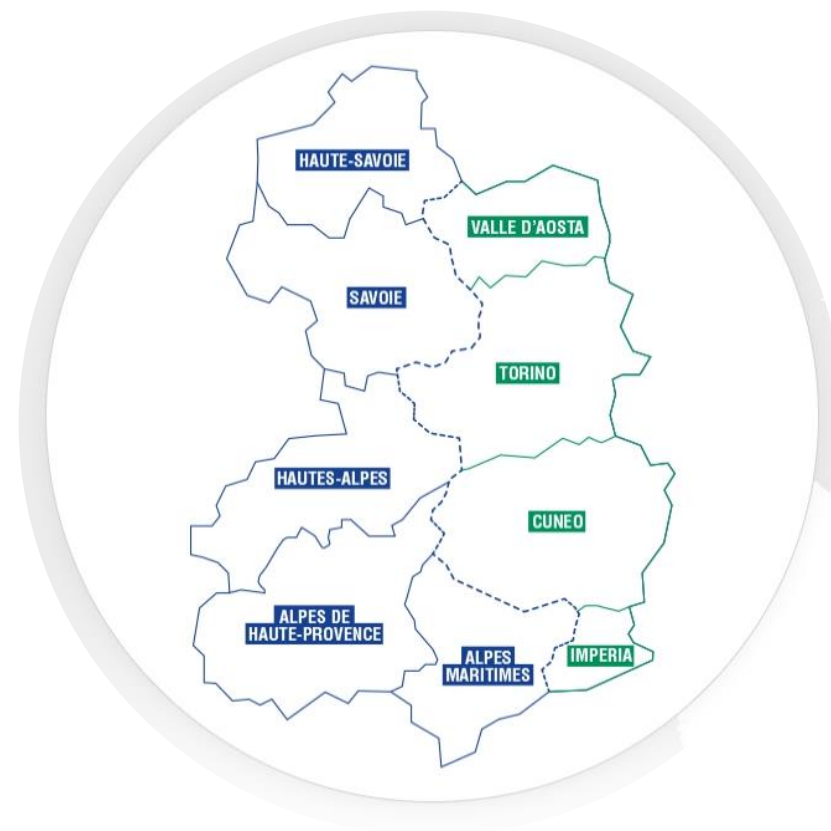 HAUTE-SAVOIE
VALLE D'AOSTA
SAVOIE
TORINO
HAUTES-ALPES
CUNEO
ALPES DE
HAUTE-PROVENCE
ALPES
MARITIMES
IMPERIA